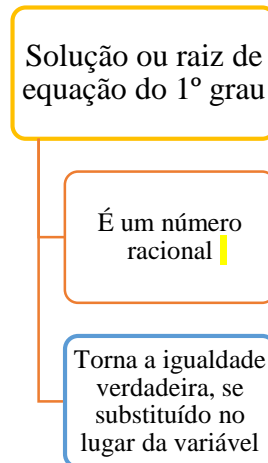 Solução ou raiz de
equação do 1º grau
É um número
racional
Torna a igualdade
verdadeira, se
substituído no
lugar da variável